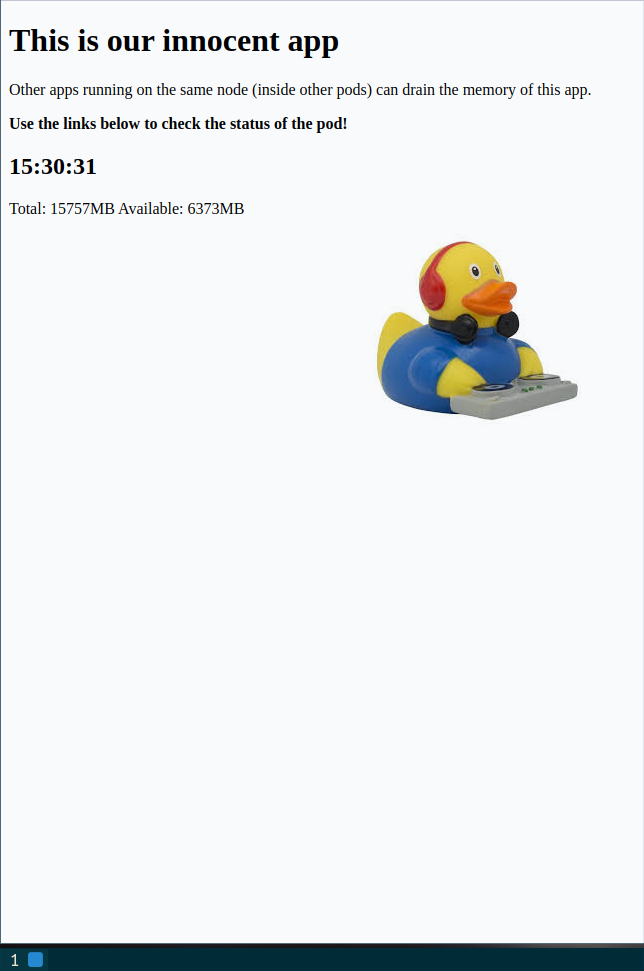 This is our innocent app
Other apps running on the same node (inside other pods) can drain the memory of this app.
Use the links below to check the status of the pod!
15:30:31
Total: 15757MB Available: 6373MB
1